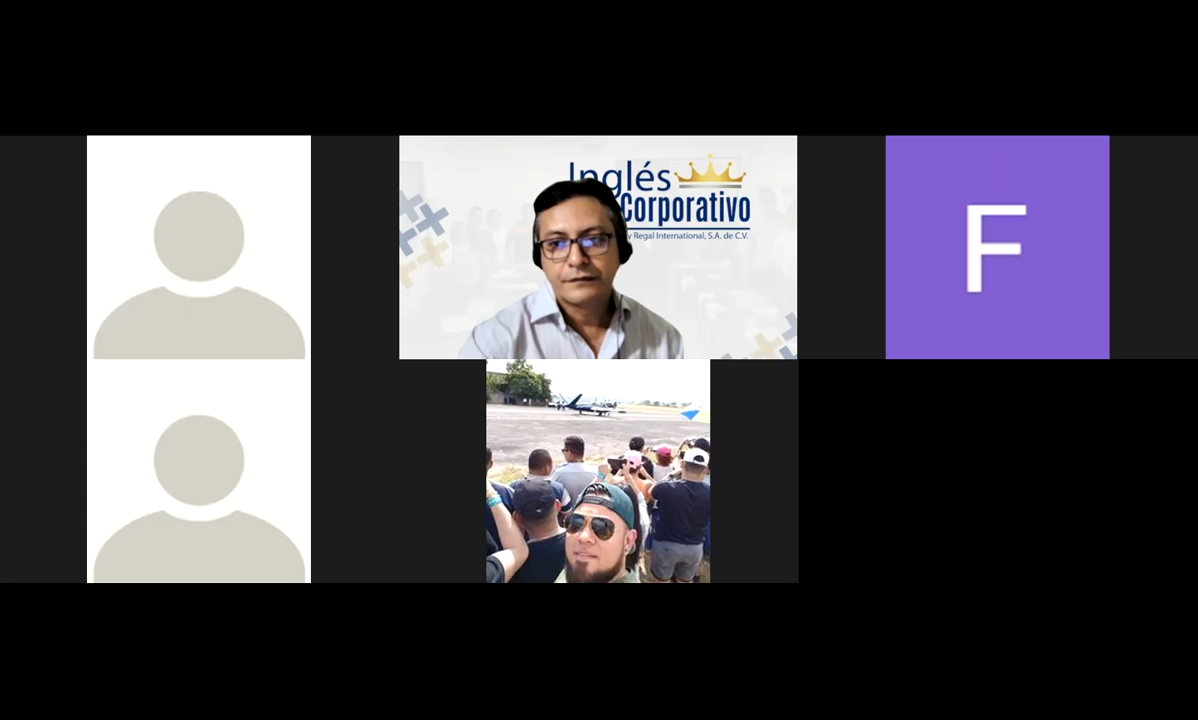 Inglés
Corporativo
Regal International, S.A. de C.V.
F